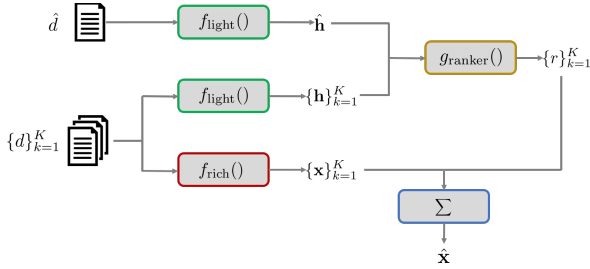 d̂ f_light() ĥ
g_ranker() {r}_{k=1}^K
f_light() {h}_{k=1}^K
{d}_{k=1}^K
f_rich() {x}_{k=1}^K
∑
x̂